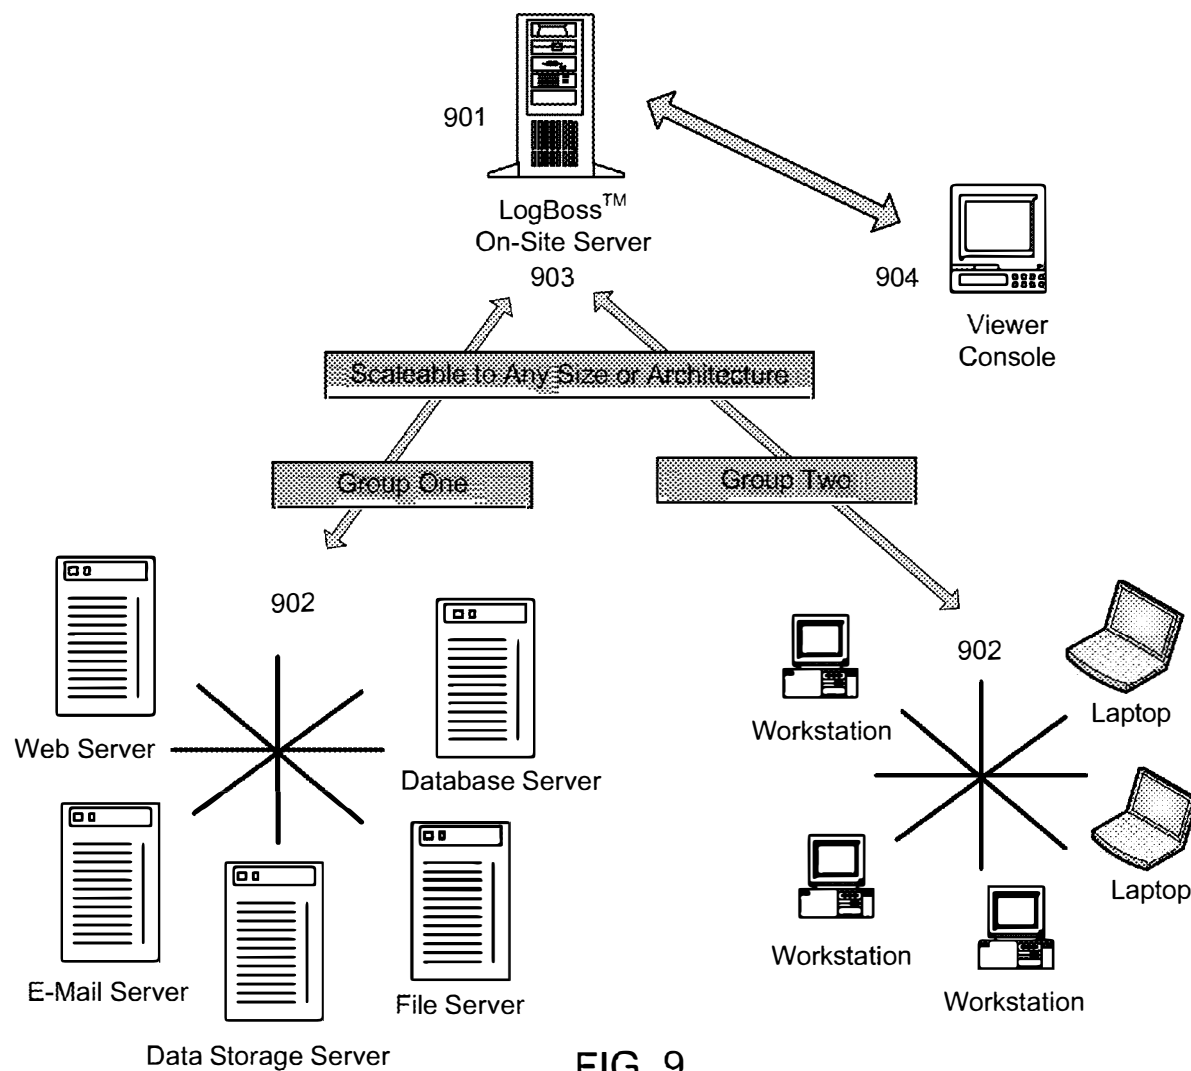 901
LogBoss™
On-Site Server
903
904
Viewer
Console
Scaleable to Any Size or Architecture
Group One
Group Two
902
902
Web Server
Database Server
E-Mail Server
File Server
Data Storage Server
Workstation
Laptop
Workstation
Laptop
Workstation
FIG. 9